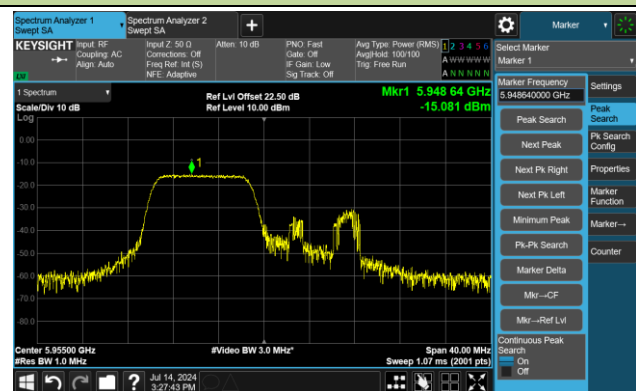 Spectrum Analyzer 1
Swept SA
Spectrum Analyzer 2
Swept SA
+
Marker
KEYSIGHT
Input: RF
Coupling: AC
Align: Auto
Input Z: 50 Ω
Corrections: Off
Freq Ref: Int (S)
NFE: Adaptive
Atten: 10 dB
PNO: Fast
Gate: Off
IF Gain: Low
Sig Track: Off
Avg Type: Power (RMS)
Avg|Hold: 100/100
Trig: Free Run
1 2 3 4 5 6
A W W W W W
A N N N N N
LV
Select Marker
Marker 1
1 Spectrum
Scale/Div 10 dB
Log
Ref Lvl Offset 22.50 dB
Ref Level 10.00 dBm
Mkr1 5.948 64 GHz
-15.081 dBm
0.00
-10.0
-20.0
-30.0
-40.0
-50.0
-60.0
-70.0
-80.0
1
Center 5.95500 GHz
#Res BW 1.0 MHz
#Video BW 3.0 MHz*
Span 40.00 MHz
Sweep 1.07 ms (2001 pts)
Marker Frequency
5.948640000 GHz
Peak Search
Next Peak
Next Pk Right
Next Pk Left
Minimum Peak
Pk-Pk Search
Marker Delta
Mkr→CF
Mkr→Ref Lvl
Continuous Peak
Search
On
Off
Settings
Peak
Search
Pk Search
Config
Properties
Marker
Function
Marker→
Counter
?
Jul 14, 2024
3:27:43 PM